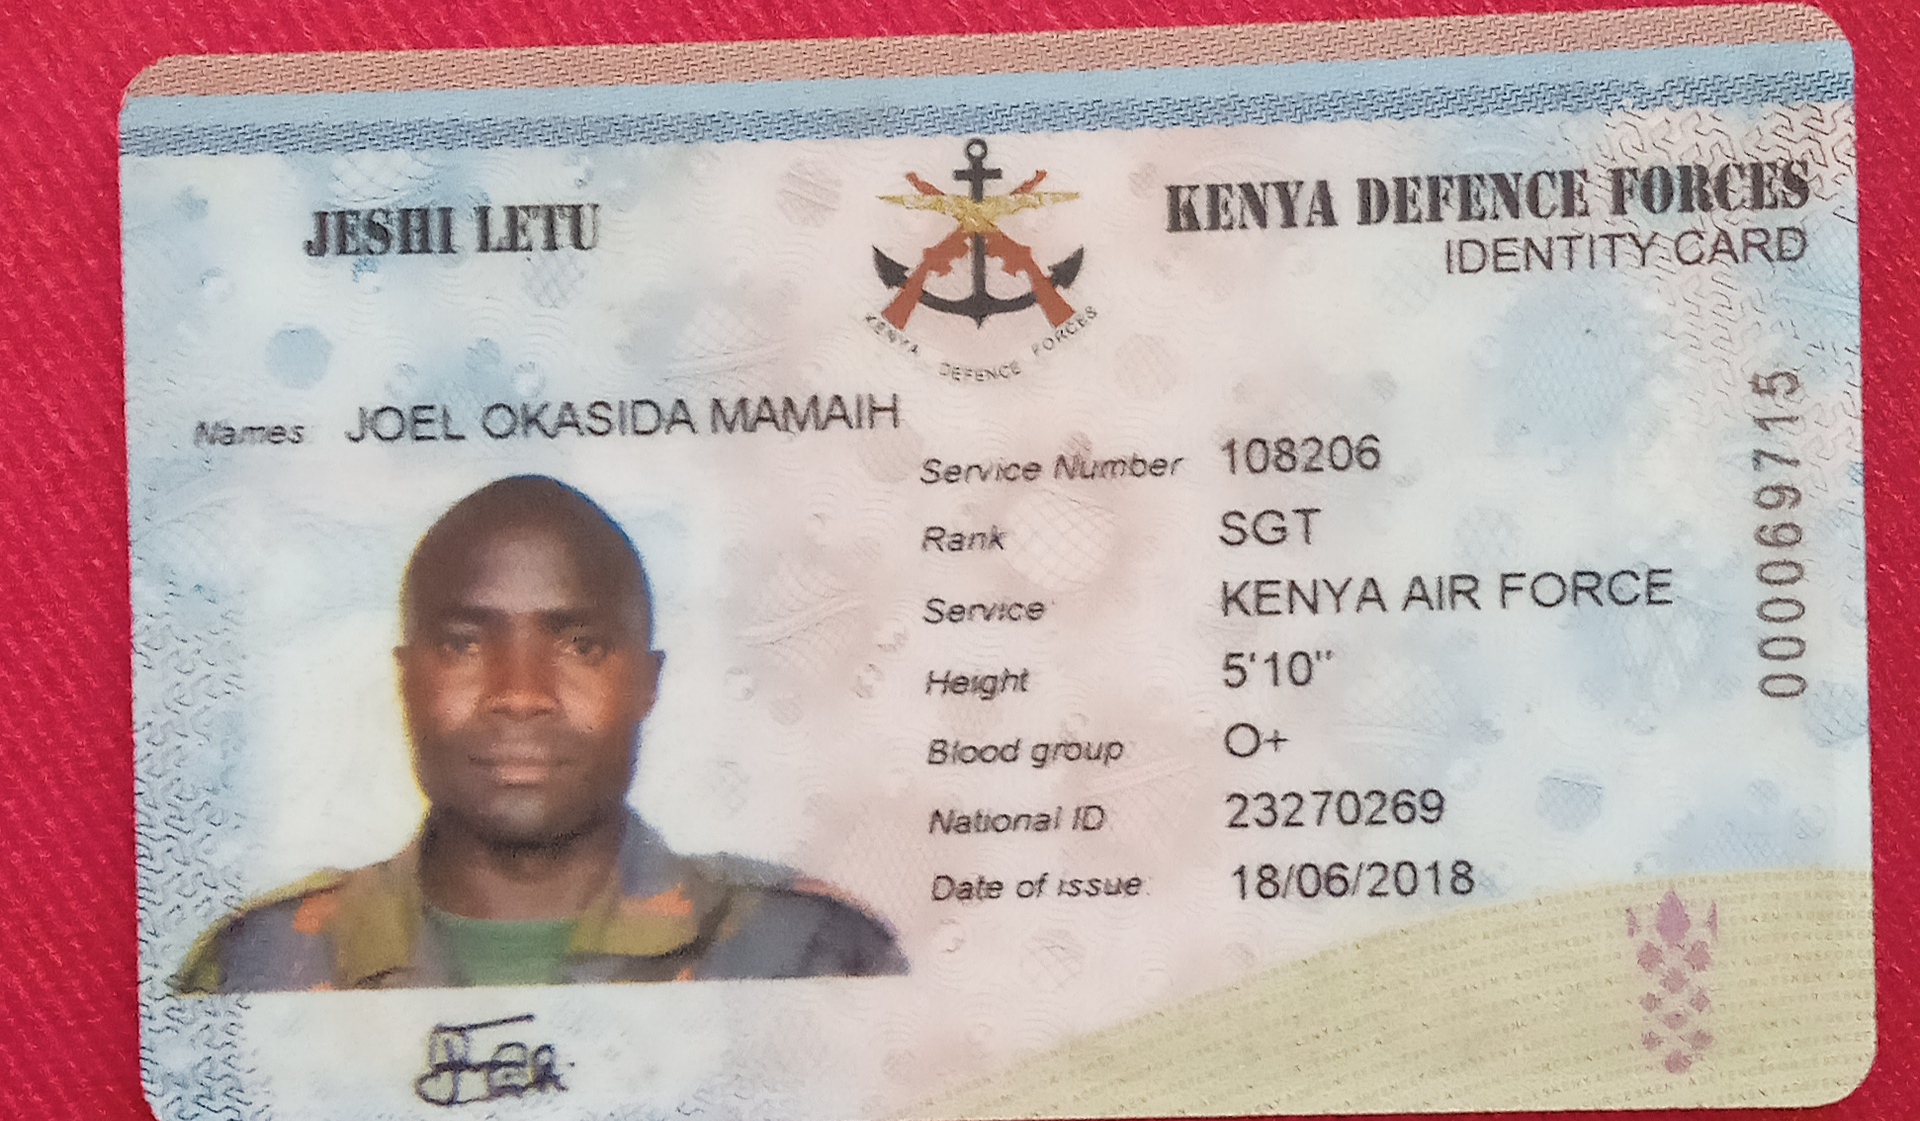 JESHI LETU
KENYA DEFENCE FORCES
IDENTITY CARD
KENYA DEFENCE FORCES
Names: JOEL OKASIDA MAMAIH
Service Number 108206
Rank SGT
Service KENYA AIR FORCE
Height 5'10"
Blood group O+
National ID 23270269
Date of issue: 18/06/2018
000069715